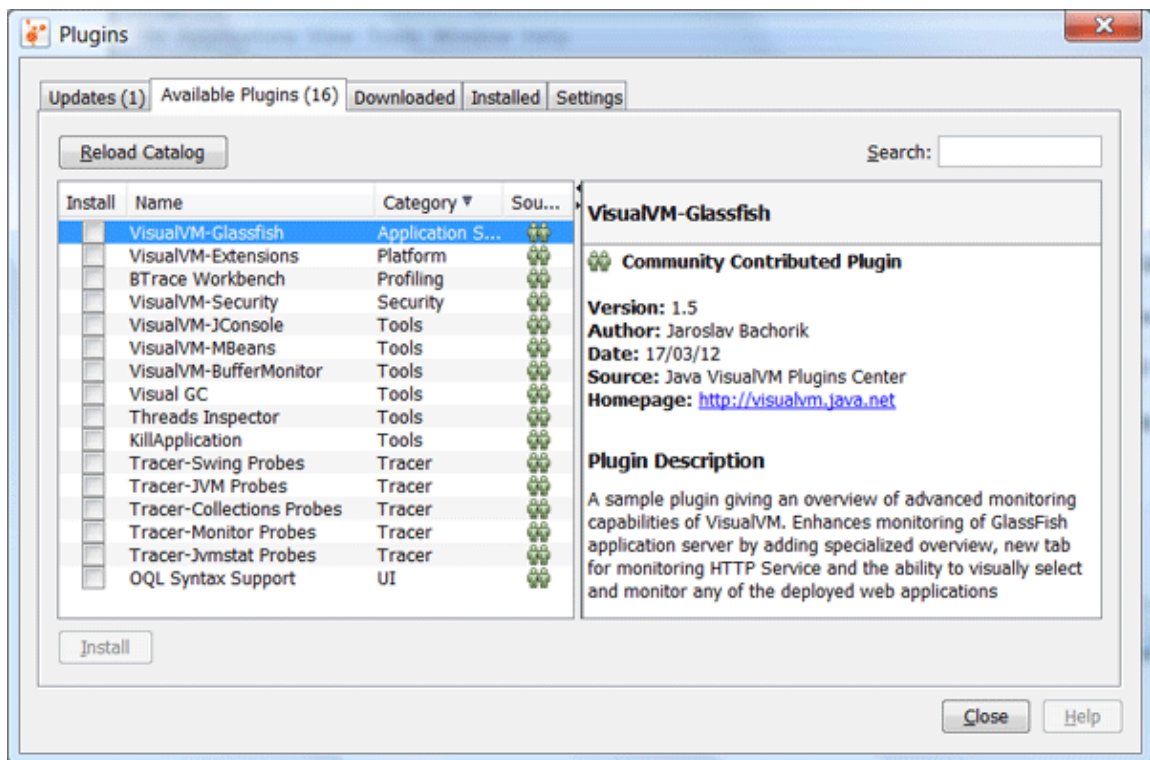 Plugins
Updates (1) Available Plugins (16) Downloaded Installed Settings
Reload Catalog Search:
Install Name Category Sou...
VisualVM-Glassfish Application S...
VisualVM-Extensions Platform
BTrace Workbench Profiling
VisualVM-Security Security
VisualVM-JConsole Tools
VisualVM-MBeans Tools
VisualVM-BufferMonitor Tools
Visual GC Tools
Threads Inspector Tools
KillApplication Tools
Tracer-Swing Probes Tracer
Tracer-JVM Probes Tracer
Tracer-Collections Probes Tracer
Tracer-Monitor Probes Tracer
Tracer-Jvmstat Probes Tracer
OQL Syntax Support UI
VisualVM-Glassfish
Community Contributed Plugin
Version: 1.5
Author: Jaroslav Bachorik
Date: 17/03/12
Source: Java VisualVM Plugins Center
Homepage: http://visualvm.java.net
Plugin Description
A sample plugin giving an overview of advanced monitoring
capabilities of VisualVM. Enhances monitoring of GlassFish
application server by adding specialized overview, new tab
for monitoring HTTP Service and the ability to visually select
and monitor any of the deployed web applications
Install
Close Help